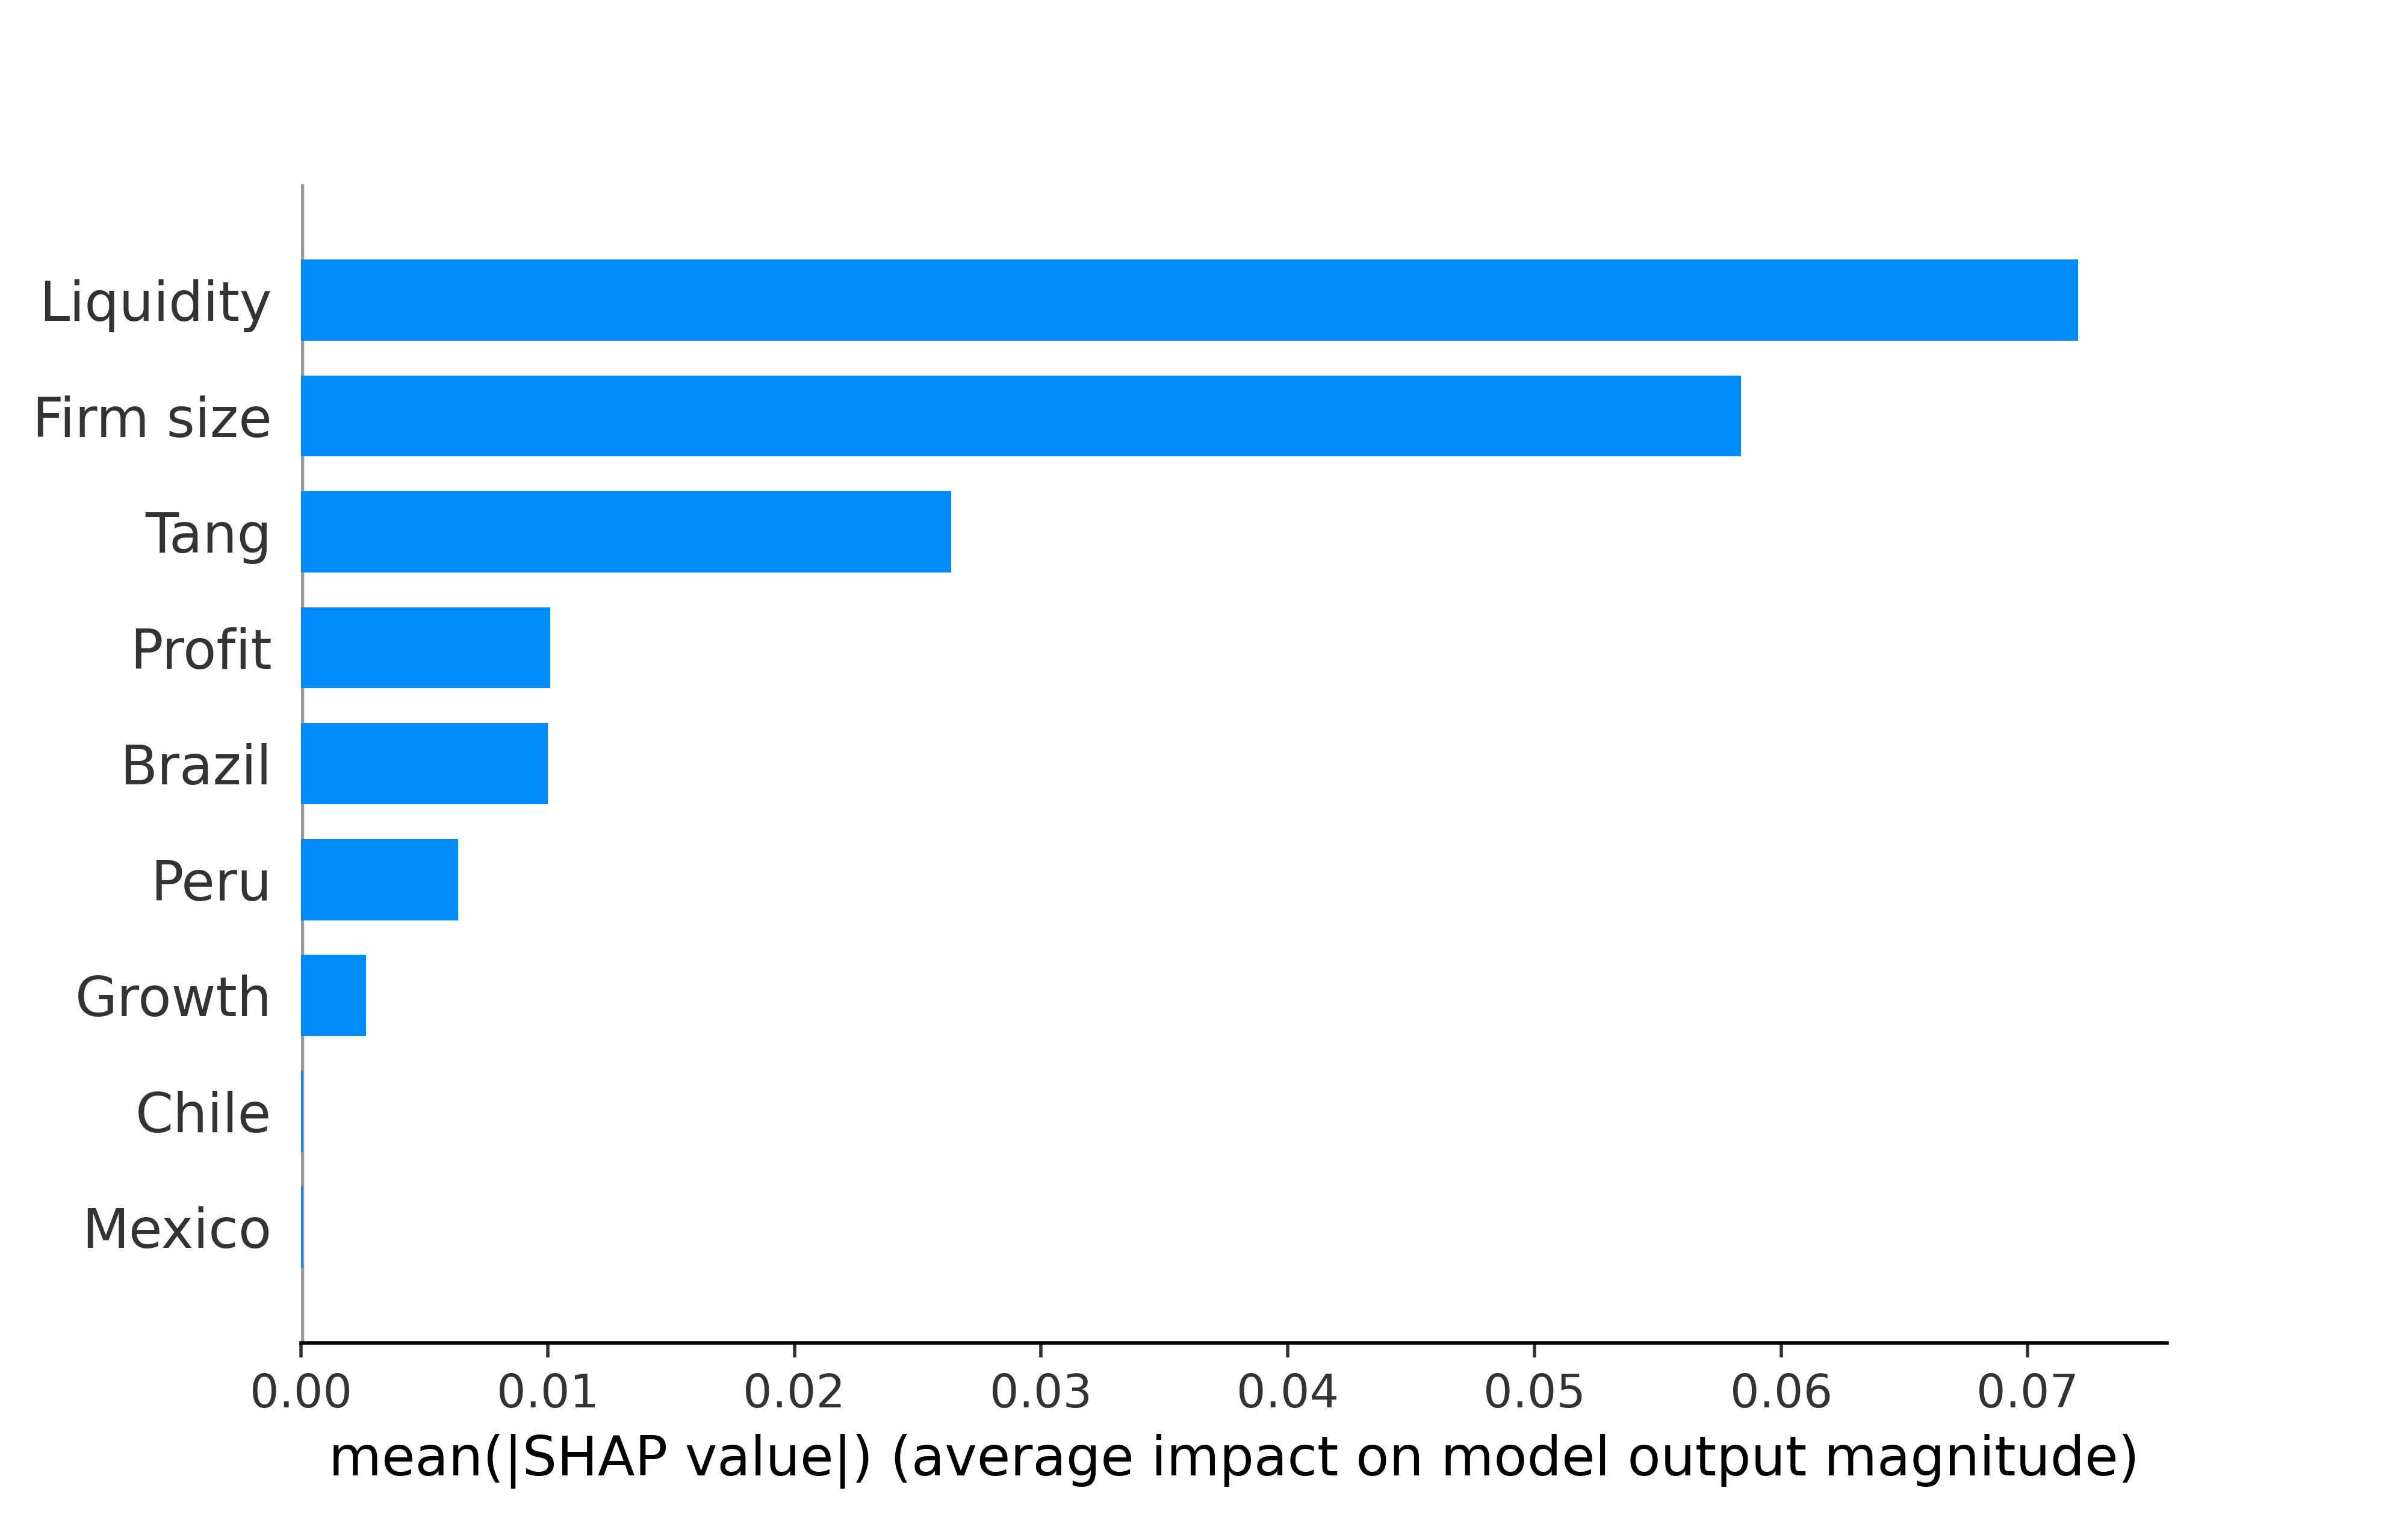 Liquidity
Firm size
Tang
Profit
Brazil
Peru
Growth
Chile
Mexico
0.00 0.01 0.02 0.03 0.04 0.05 0.06 0.07
mean(|SHAP value|) (average impact on model output magnitude)